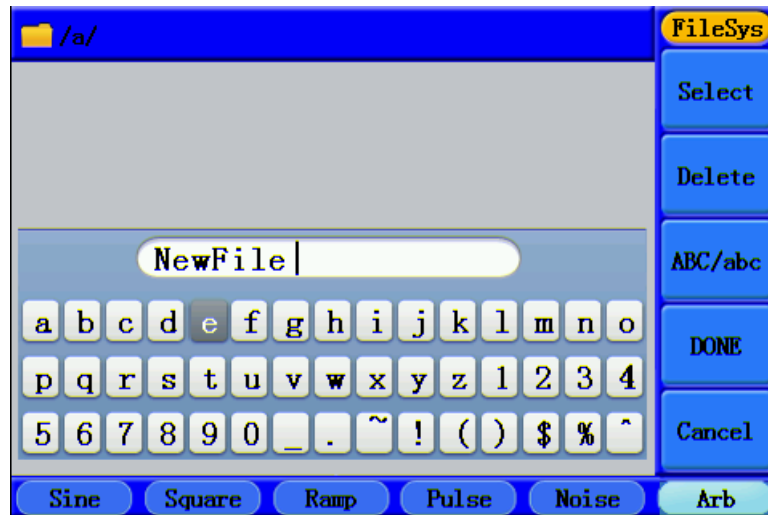 /a/
FileSys
Select
Delete
ABC/abc
DONE
Cancel
NewFile
a b c d e f g h i j k l m n o
p q r s t u v w x y z 1 2 3 4
5 6 7 8 9 0 _ . ~ ! ( ) $ % ^
Sine Square Ramp Pulse Noise Arb